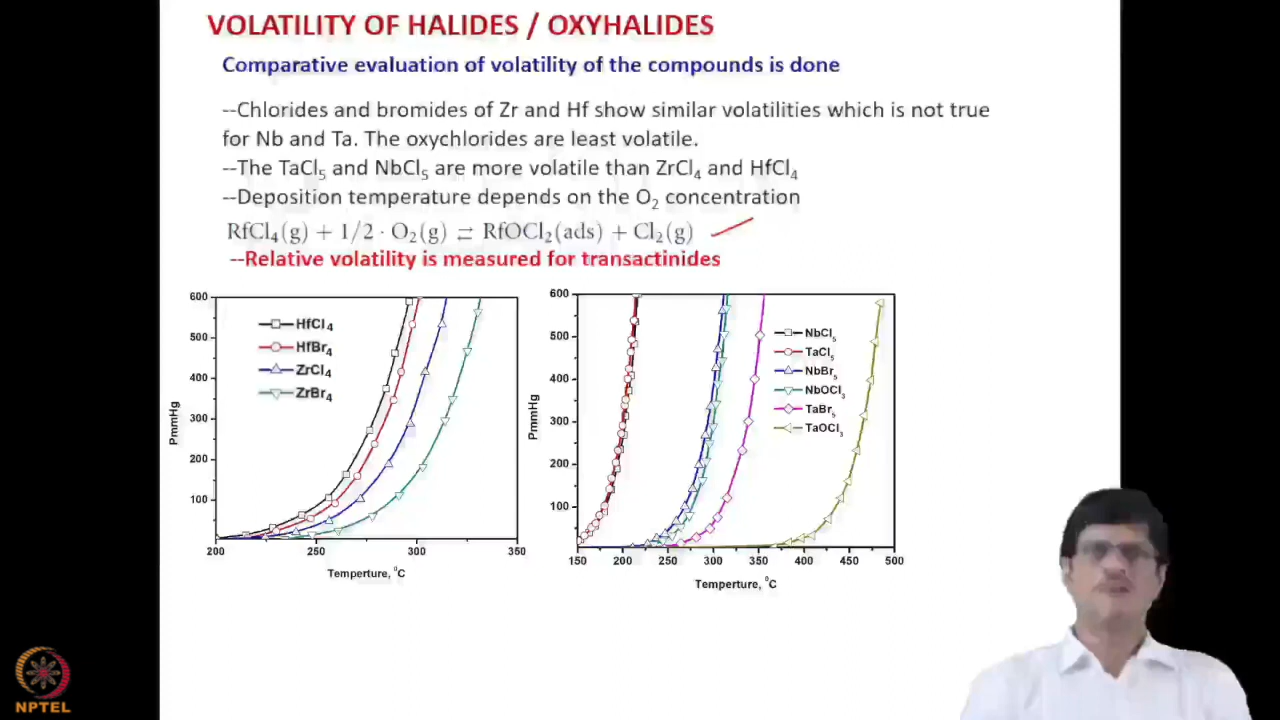 VOLATILITY OF HALIDES / OXYHALIDES
Comparative evaluation of volatility of the compounds is done
--Chlorides and bromides of Zr and Hf show similar volatilities which is not true
for Nb and Ta. The oxychlorides are least volatile.
--The TaCl₅ and NbCl₅ are more volatile than ZrCl₄ and HfCl₄
--Deposition temperature depends on the O₂ concentration
RfCl₄(g) + 1/2 · O₂(g) ⇄ RfOCl₂(ads) + Cl₂(g)
--Relative volatility is measured for transactinides
600
500
400
300
200
100
PmmHg
HfCl₄
HfBr₄
ZrCl₄
ZrBr₄
200 250 300 350
Temperture, ⁰C
600
500
400
300
200
100
PmmHg
NbCl₅
TaCl₅
NbBr₅
NbOCl₃
TaBr₅
TaOCl₃
150 200 250 300 350 400 450 500
Temperture, ⁰C
NPTEL